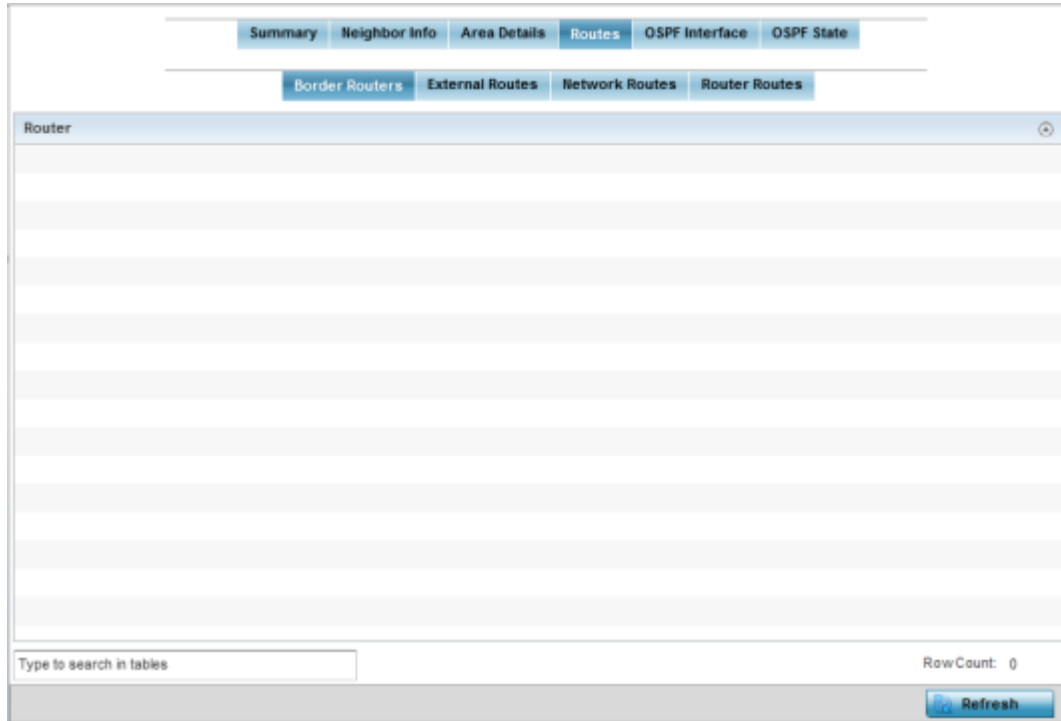 Summary Neighbor Info Area Details Routes OSPF Interface OSPF State
Border Routers External Routes Network Routes Router Routes
Router
Type to search in tables Row Count: 0
Refresh